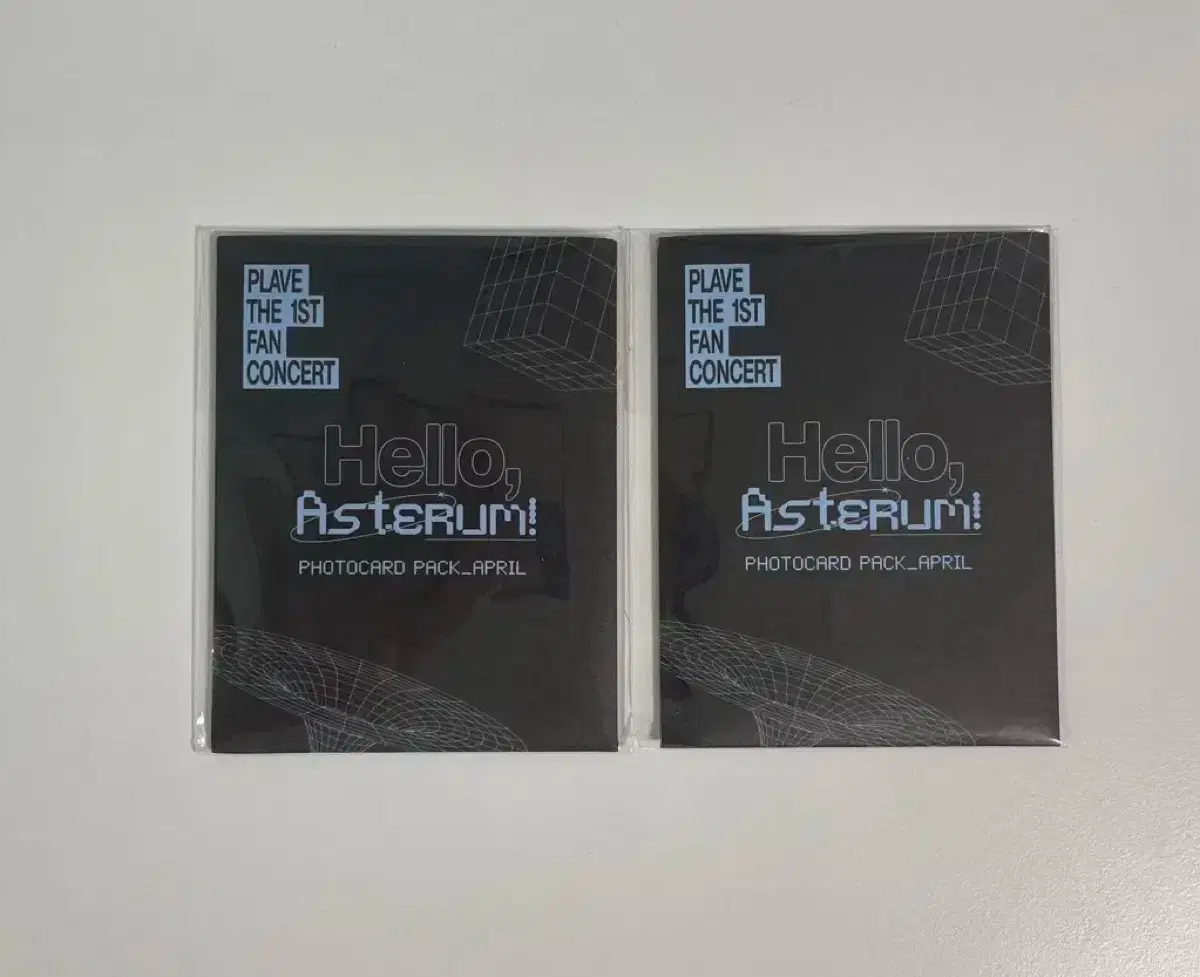 PLAVE
THE 1ST
FAN
CONCERT
Hello,
Asterum!
PHOTOCARD PACK_APRIL
PLAVE
THE 1ST
FAN
CONCERT
Hello,
Asterum!
PHOTOCARD PACK_APRIL